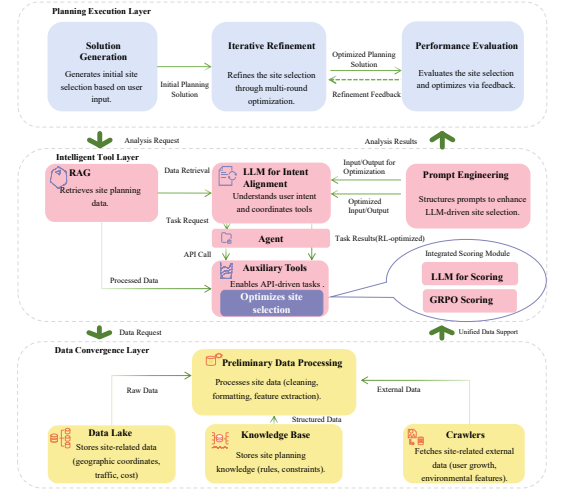 Planning Execution Layer
Solution
Generation
Generates initial site
selection based on user
input.
Initial Planning
Solution
Iterative Refinement
Refines the site selection
through multi-round
optimization.
Optimized Planning
Solution
Refinement Feedback
Performance Evaluation
Evaluates the site selection
and optimizes via feedback.
Analysis Request
Analysis Results
Intelligent Tool Layer
RAG
Retrieves site planning
data.
Data Retrieval
LLM for Intent
Alignment
Understands user intent
and coordinates tools
Input/Output for
Optimization
Optimized
Input/Output
Prompt Engineering
Structures prompts to enhance
LLM-driven site selection.
Task Request
Agent
Task Results(RL-optimized)
API Call
Auxiliary Tools
Enables API-driven tasks .
Optimizes site
selection
Processed Data
Integrated Scoring Module
LLM for Scoring
GRPO Scoring
Data Request
Unified Data Support
Data Convergence Layer
Preliminary Data Processing
Processes site data (cleaning,
formatting, feature extraction).
Raw Data
External Data
Structured Data
Data Lake
Stores site-related data
(geographic coordinates,
traffic, cost)
Knowledge Base
Stores site planning
knowledge (rules, constraints).
Crawlers
Fetches site-related external
data (user growth,
environmental features).